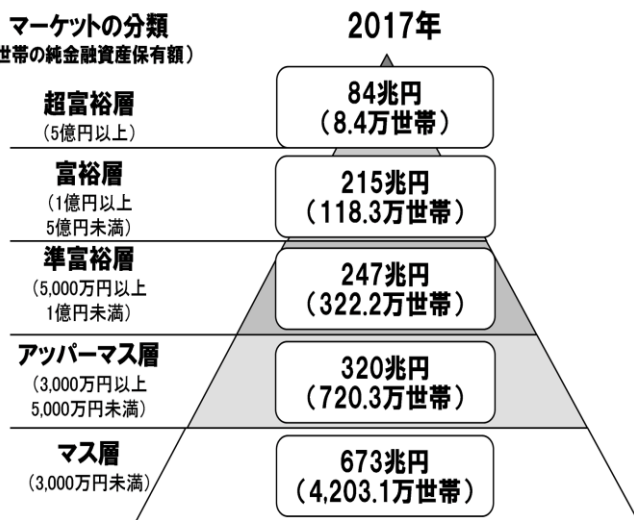 マーケットの分類
世帯の純金融資産保有額）
2017年
超富裕層
（5億円以上）
84兆円
（8.4万世帯）
富裕層
（1億円以上
5億円未満）
215兆円
（118.3万世帯）
準富裕層
（5,000万円以上
1億円未満）
247兆円
（322.2万世帯）
アッパーマス層
（3,000万円以上
5,000万円未満）
320兆円
（720.3万世帯）
マス層
（3,000万円未満）
673兆円
（4,203.1万世帯）